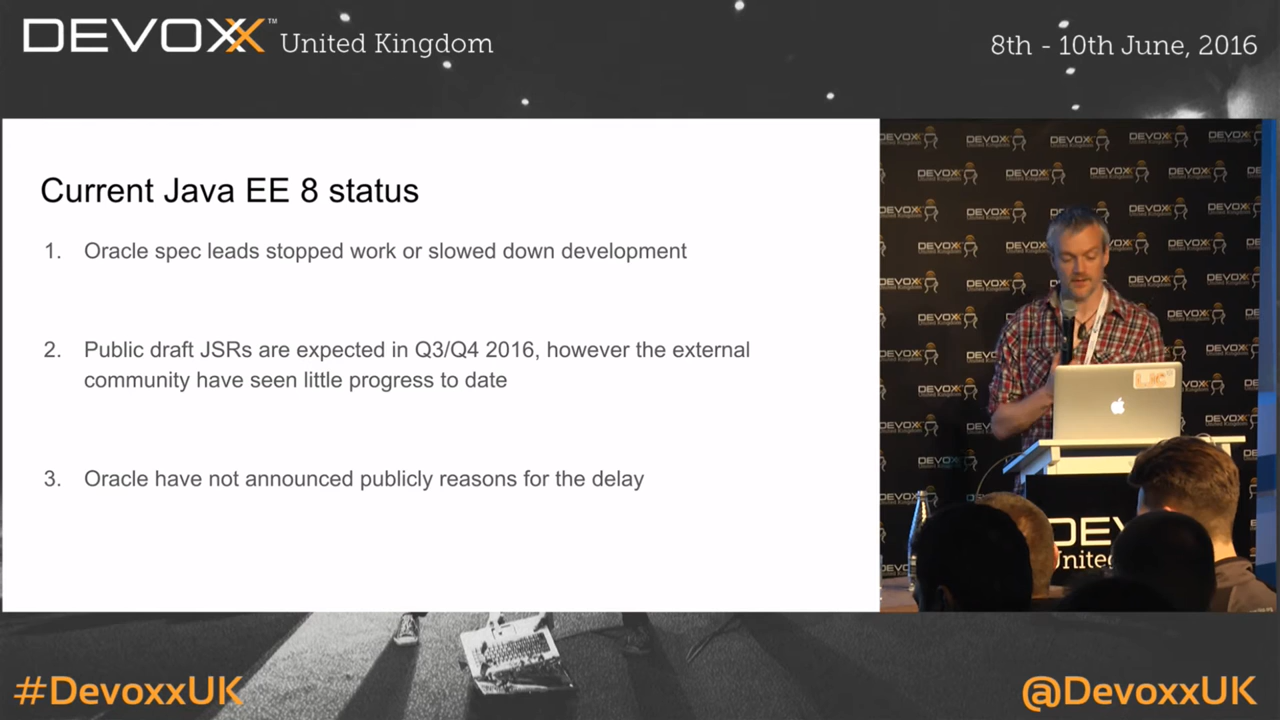 DEVOXX™ United Kingdom
8th - 10th June, 2016
Current Java EE 8 status
1. Oracle spec leads stopped work or slowed down development
2. Public draft JSRs are expected in Q3/Q4 2016, however the external
community have seen little progress to date
3. Oracle have not announced publicly reasons for the delay
#DevoxxUK
@DevoxxUK